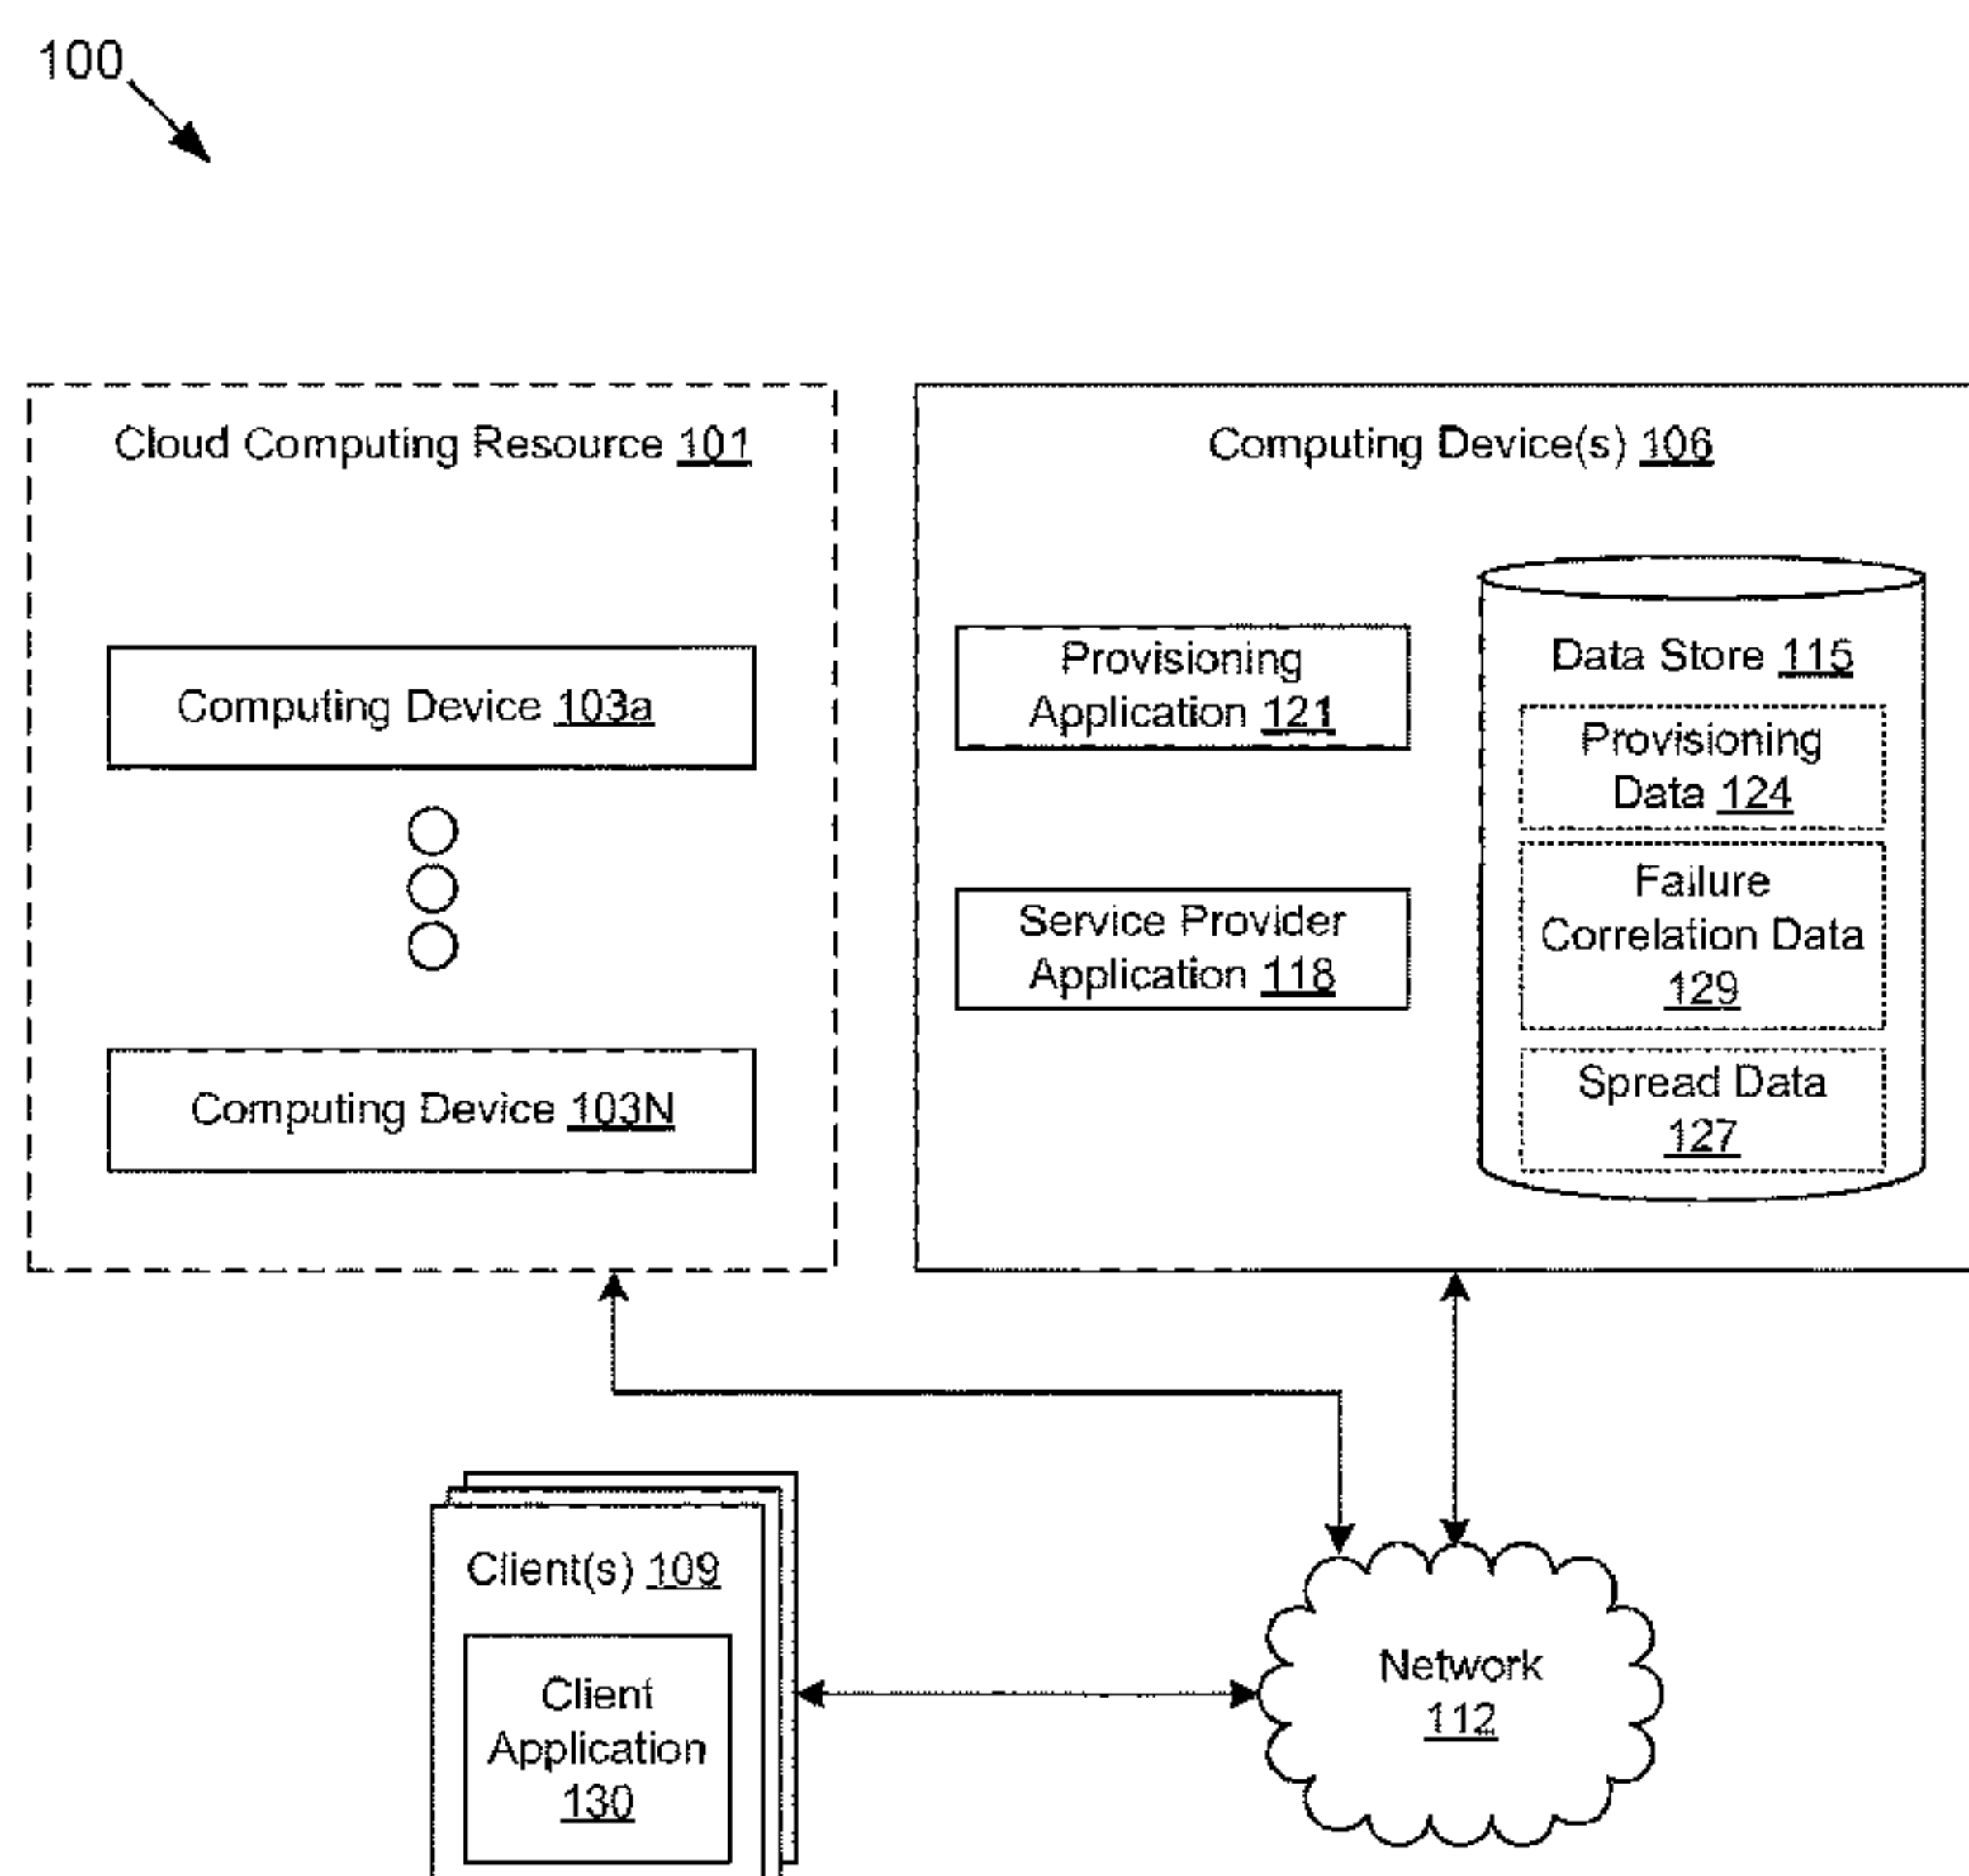 100
Cloud Computing Resource 101
Computing Device 103a
Computing Device 103N
Computing Device(s) 106
Provisioning
Application 121
Service Provider
Application 118
Data Store 115
Provisioning
Data 124
Failure
Correlation Data
129
Spread Data
127
Client(s) 109
Client
Application
130
Network
112